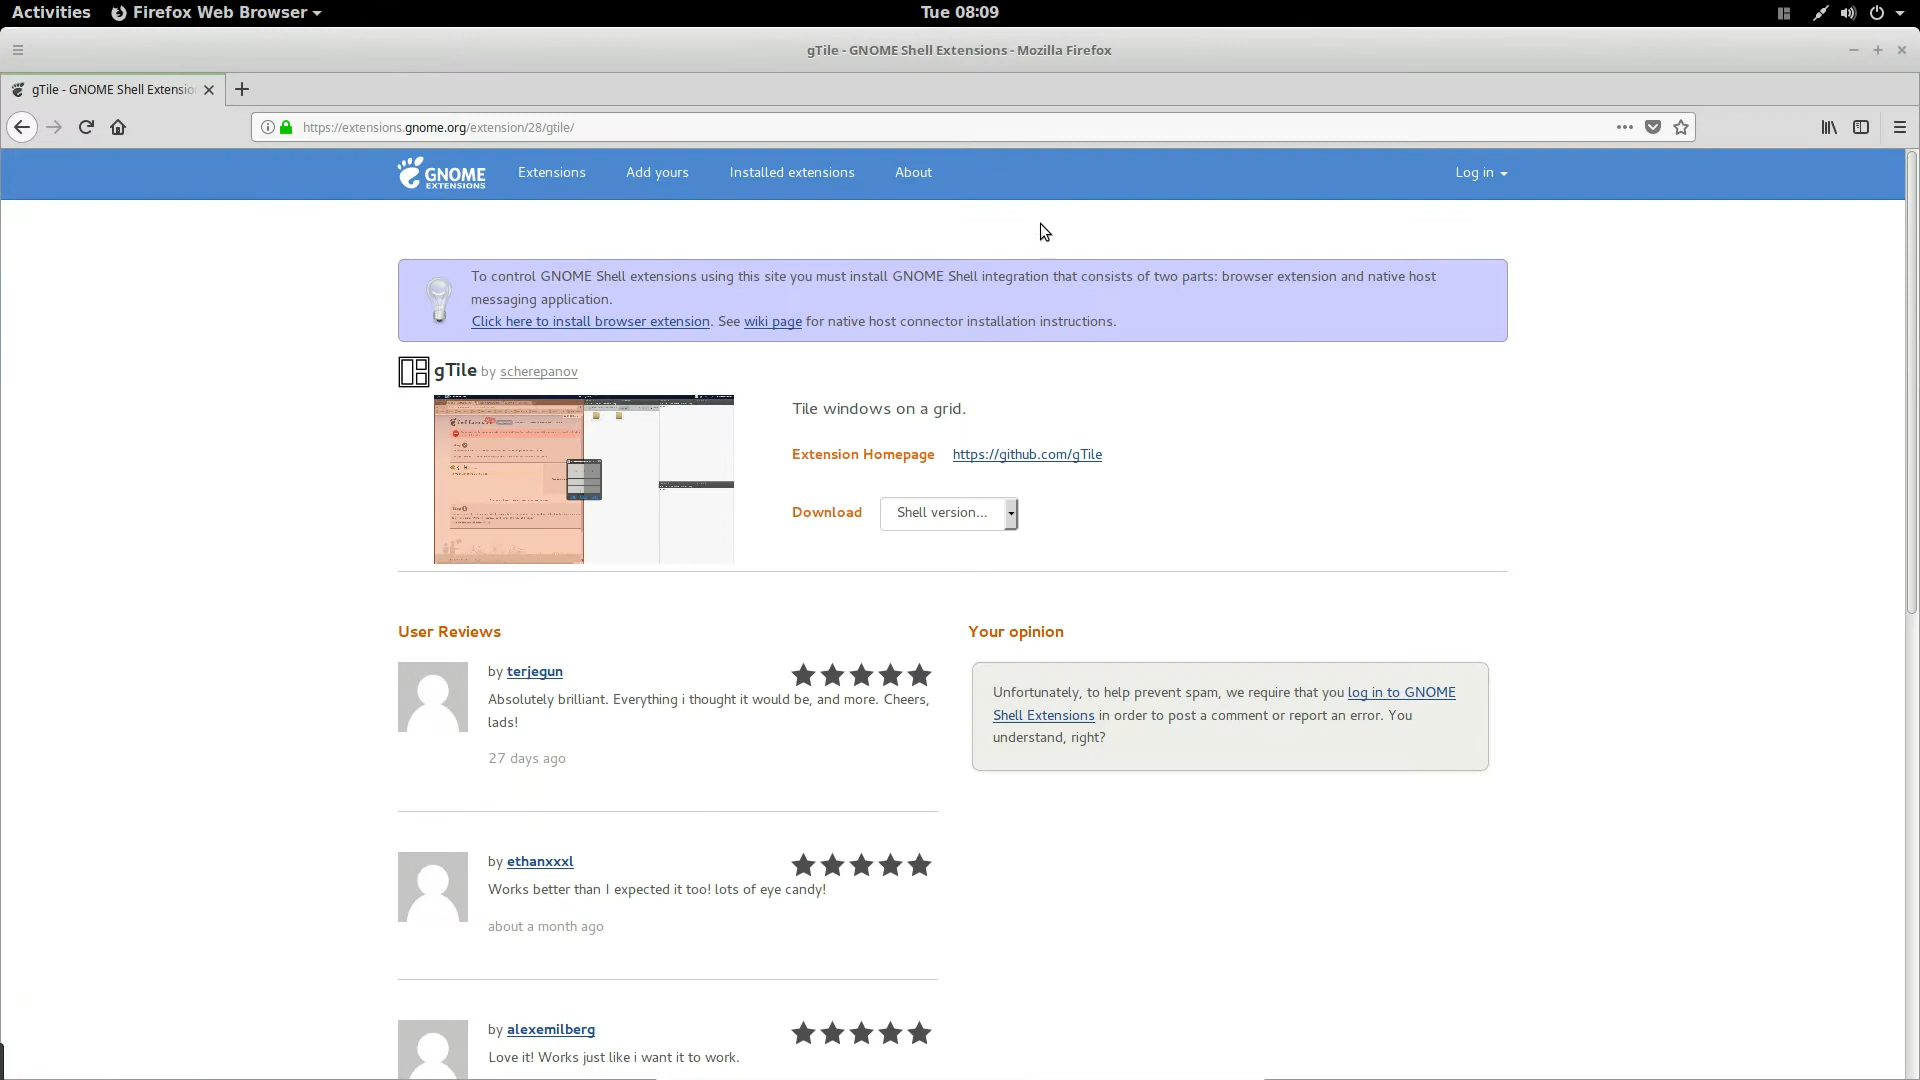 Activities
Firefox Web Browser
Tue 08:09
gTile - GNOME Shell Extensions - Mozilla Firefox
gTile - GNOME Shell Extensio
https://extensions.gnome.org/extension/28/gtile/
GNOME
EXTENSIONS
Extensions
Add yours
Installed extensions
About
Log in
To control GNOME Shell extensions using this site you must install GNOME Shell integration that consists of two parts: browser extension and native host
messaging application.
Click here to install browser extension. See wiki page for native host connector installation instructions.
gTile by scherepanov
Tile windows on a grid.
Extension Homepage https://github.com/gTile
Download Shell version...
User Reviews
by terjegun
Absolutely brilliant. Everything i thought it would be, and more. Cheers,
lads!
27 days ago
by ethanxxxl
Works better than I expected it too! lots of eye candy!
about a month ago
by alexemilberg
Love it! Works just like i want it to work.
Your opinion
Unfortunately, to help prevent spam, we require that you log in to GNOME
Shell Extensions in order to post a comment or report an error. You
understand, right?